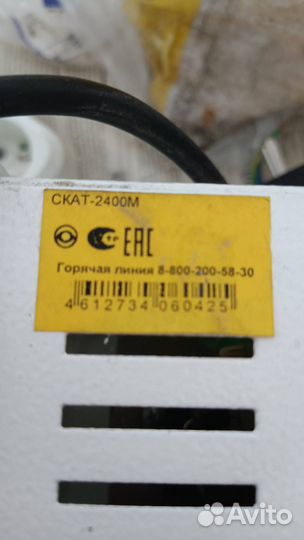 СКАТ-2400М
EAC
Горячая линия 8-800-200-58-30
4 612734 060425
Avito